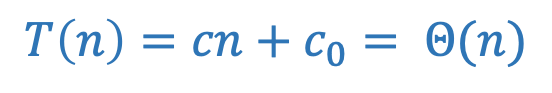 T(n) = cn + c₀ = Θ(n)